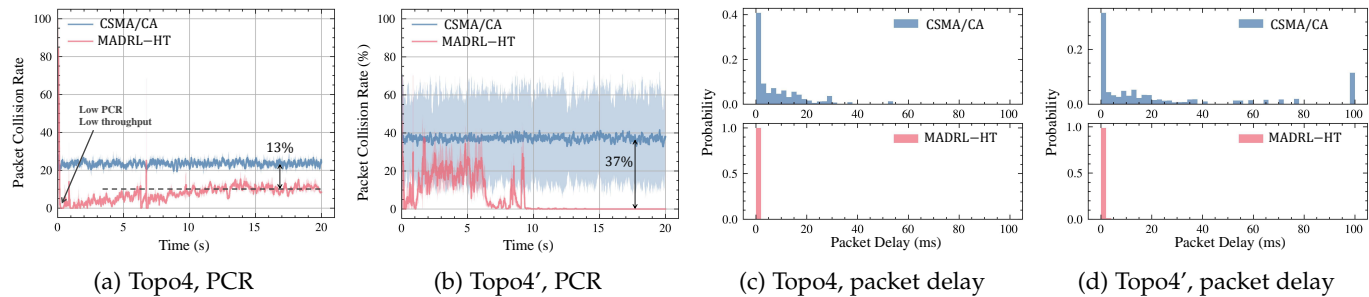 Packet Collision Rate
100
80
60
40
20
0
CSMA/CA
MADRL−HT
Low PCR
Low throughput
13%
0
5
10
15
20
Time (s)
(a) Topo4, PCR
Packet Collision Rate (%)
100
80
60
40
20
0
CSMA/CA
MADRL−HT
37%
0
5
10
15
20
Time (s)
(b) Topo4’, PCR
Probability
0.4
0.2
0.0
CSMA/CA
1.0
0.5
0.0
MADRL−HT
0
20
40
60
80
100
Packet Delay (ms)
(c) Topo4, packet delay
Probability
0.2
0.0
CSMA/CA
1.0
0.5
0.0
MADRL−HT
0
20
40
60
80
100
Packet Delay (ms)
(d) Topo4’, packet delay